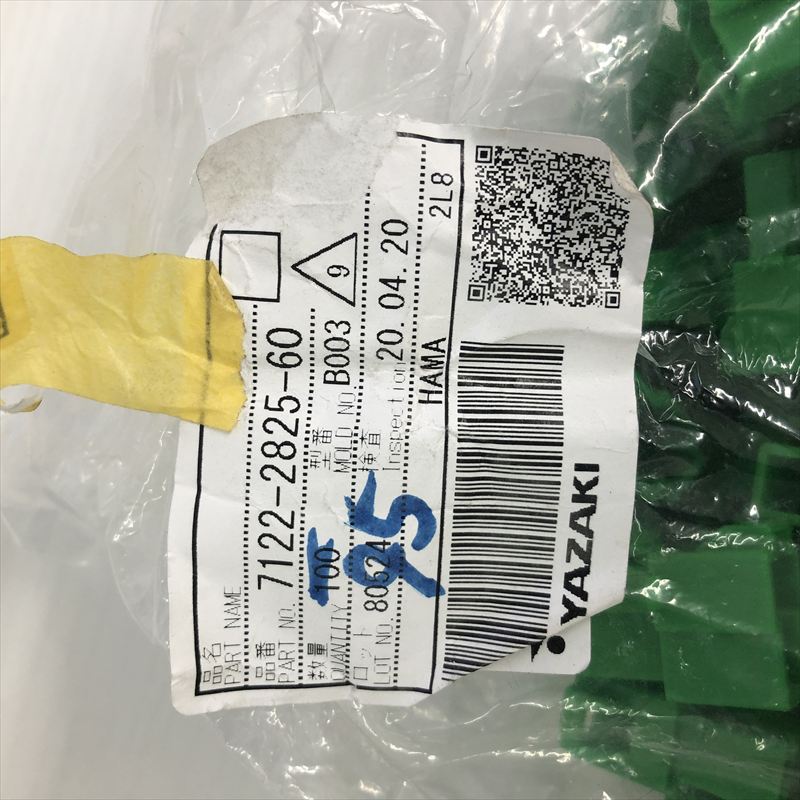 品名
PART NAME
品番
PART NO. 7122-2825-60
数量 型番
QUANTITY 100 MOLD NO. B003 9
95
ロット 検査
LOT NO. 80524 Inspection 20.04.20
HAMA 2L8
YAZAKI